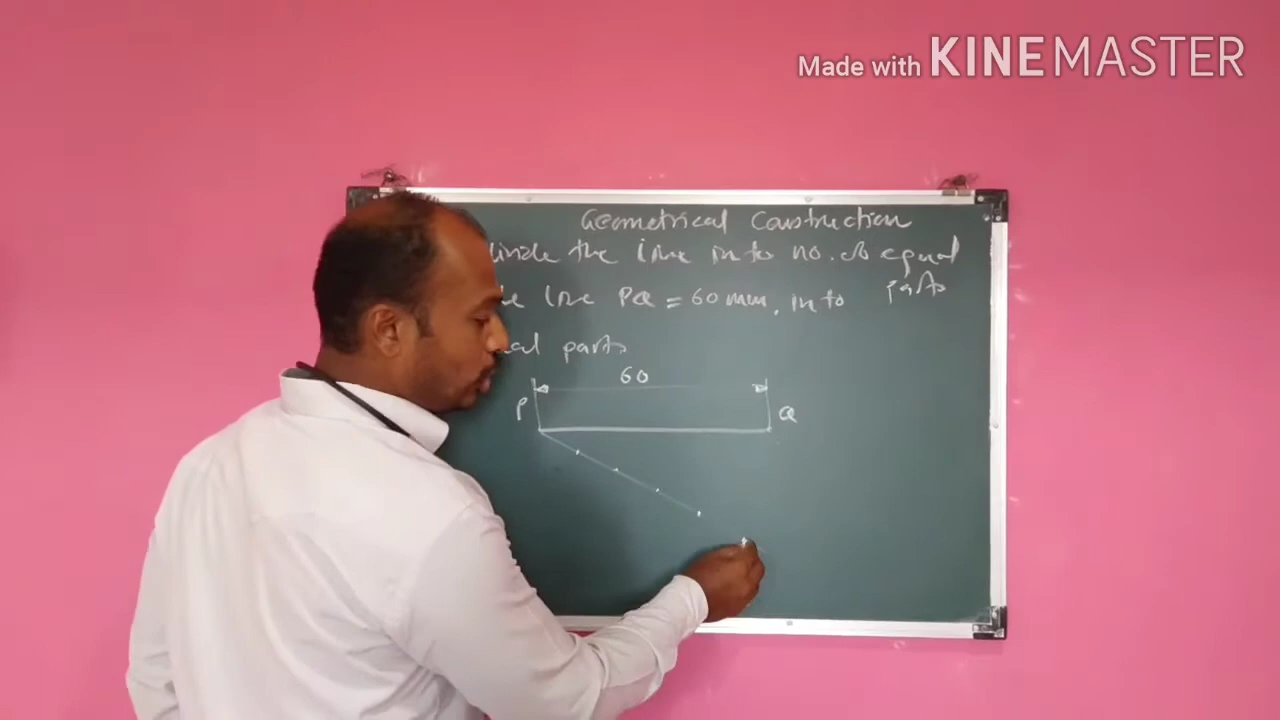 Made with KINEMASTER
Geometrical Construction
the line into no. of equal
parts
line PQ = 60 mm, into
parts
60
P
Q